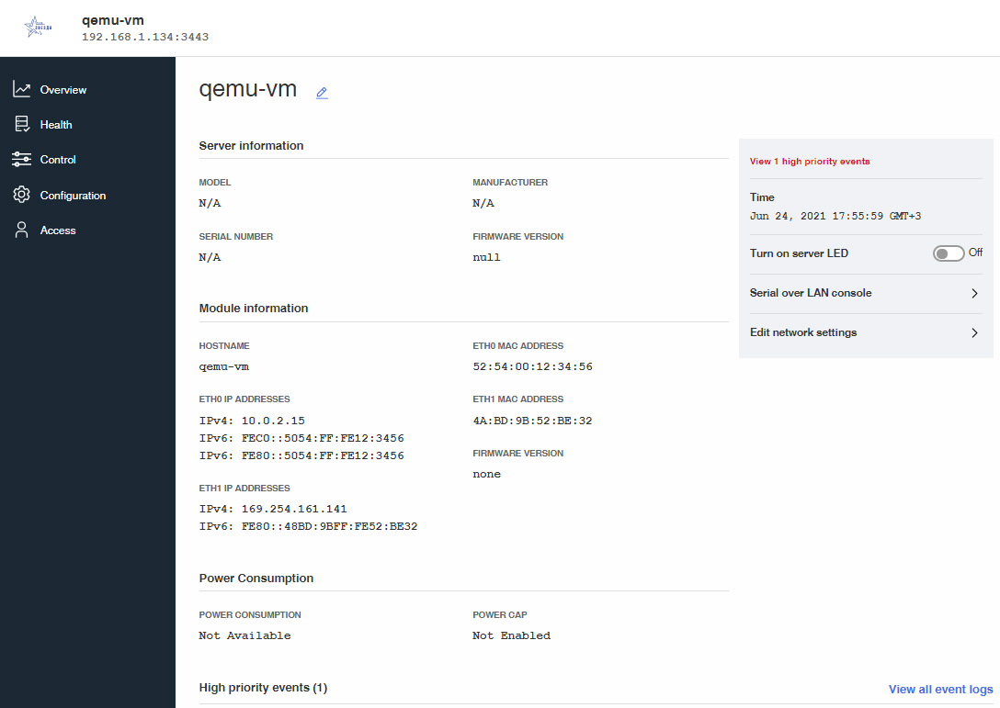 qemu-vm
192.168.1.134:3443
Overview
Health
Control
Configuration
Access
qemu-vm
Server information
MODEL
N/A
MANUFACTURER
N/A
SERIAL NUMBER
N/A
FIRMWARE VERSION
null
Module information
HOSTNAME
qemu-vm
ETH0 MAC ADDRESS
52:54:00:12:34:56
ETH0 IP ADDRESSES
IPv4: 10.0.2.15
IPv6: FEC0::5054:FF:FE12:3456
IPv6: FE80::5054:FF:FE12:3456
ETH1 MAC ADDRESS
4A:BD:9B:52:BE:32
FIRMWARE VERSION
none
ETH1 IP ADDRESSES
IPv4: 169.254.161.141
IPv6: FE80::48BD:9BFF:FE52:BE32
Power Consumption
POWER CONSUMPTION
Not Available
POWER CAP
Not Enabled
High priority events (1)
View all event logs
View 1 high priority events
Time
Jun 24, 2021 17:55:59 GMT+3
Turn on server LED
Off
Serial over LAN console
Edit network settings